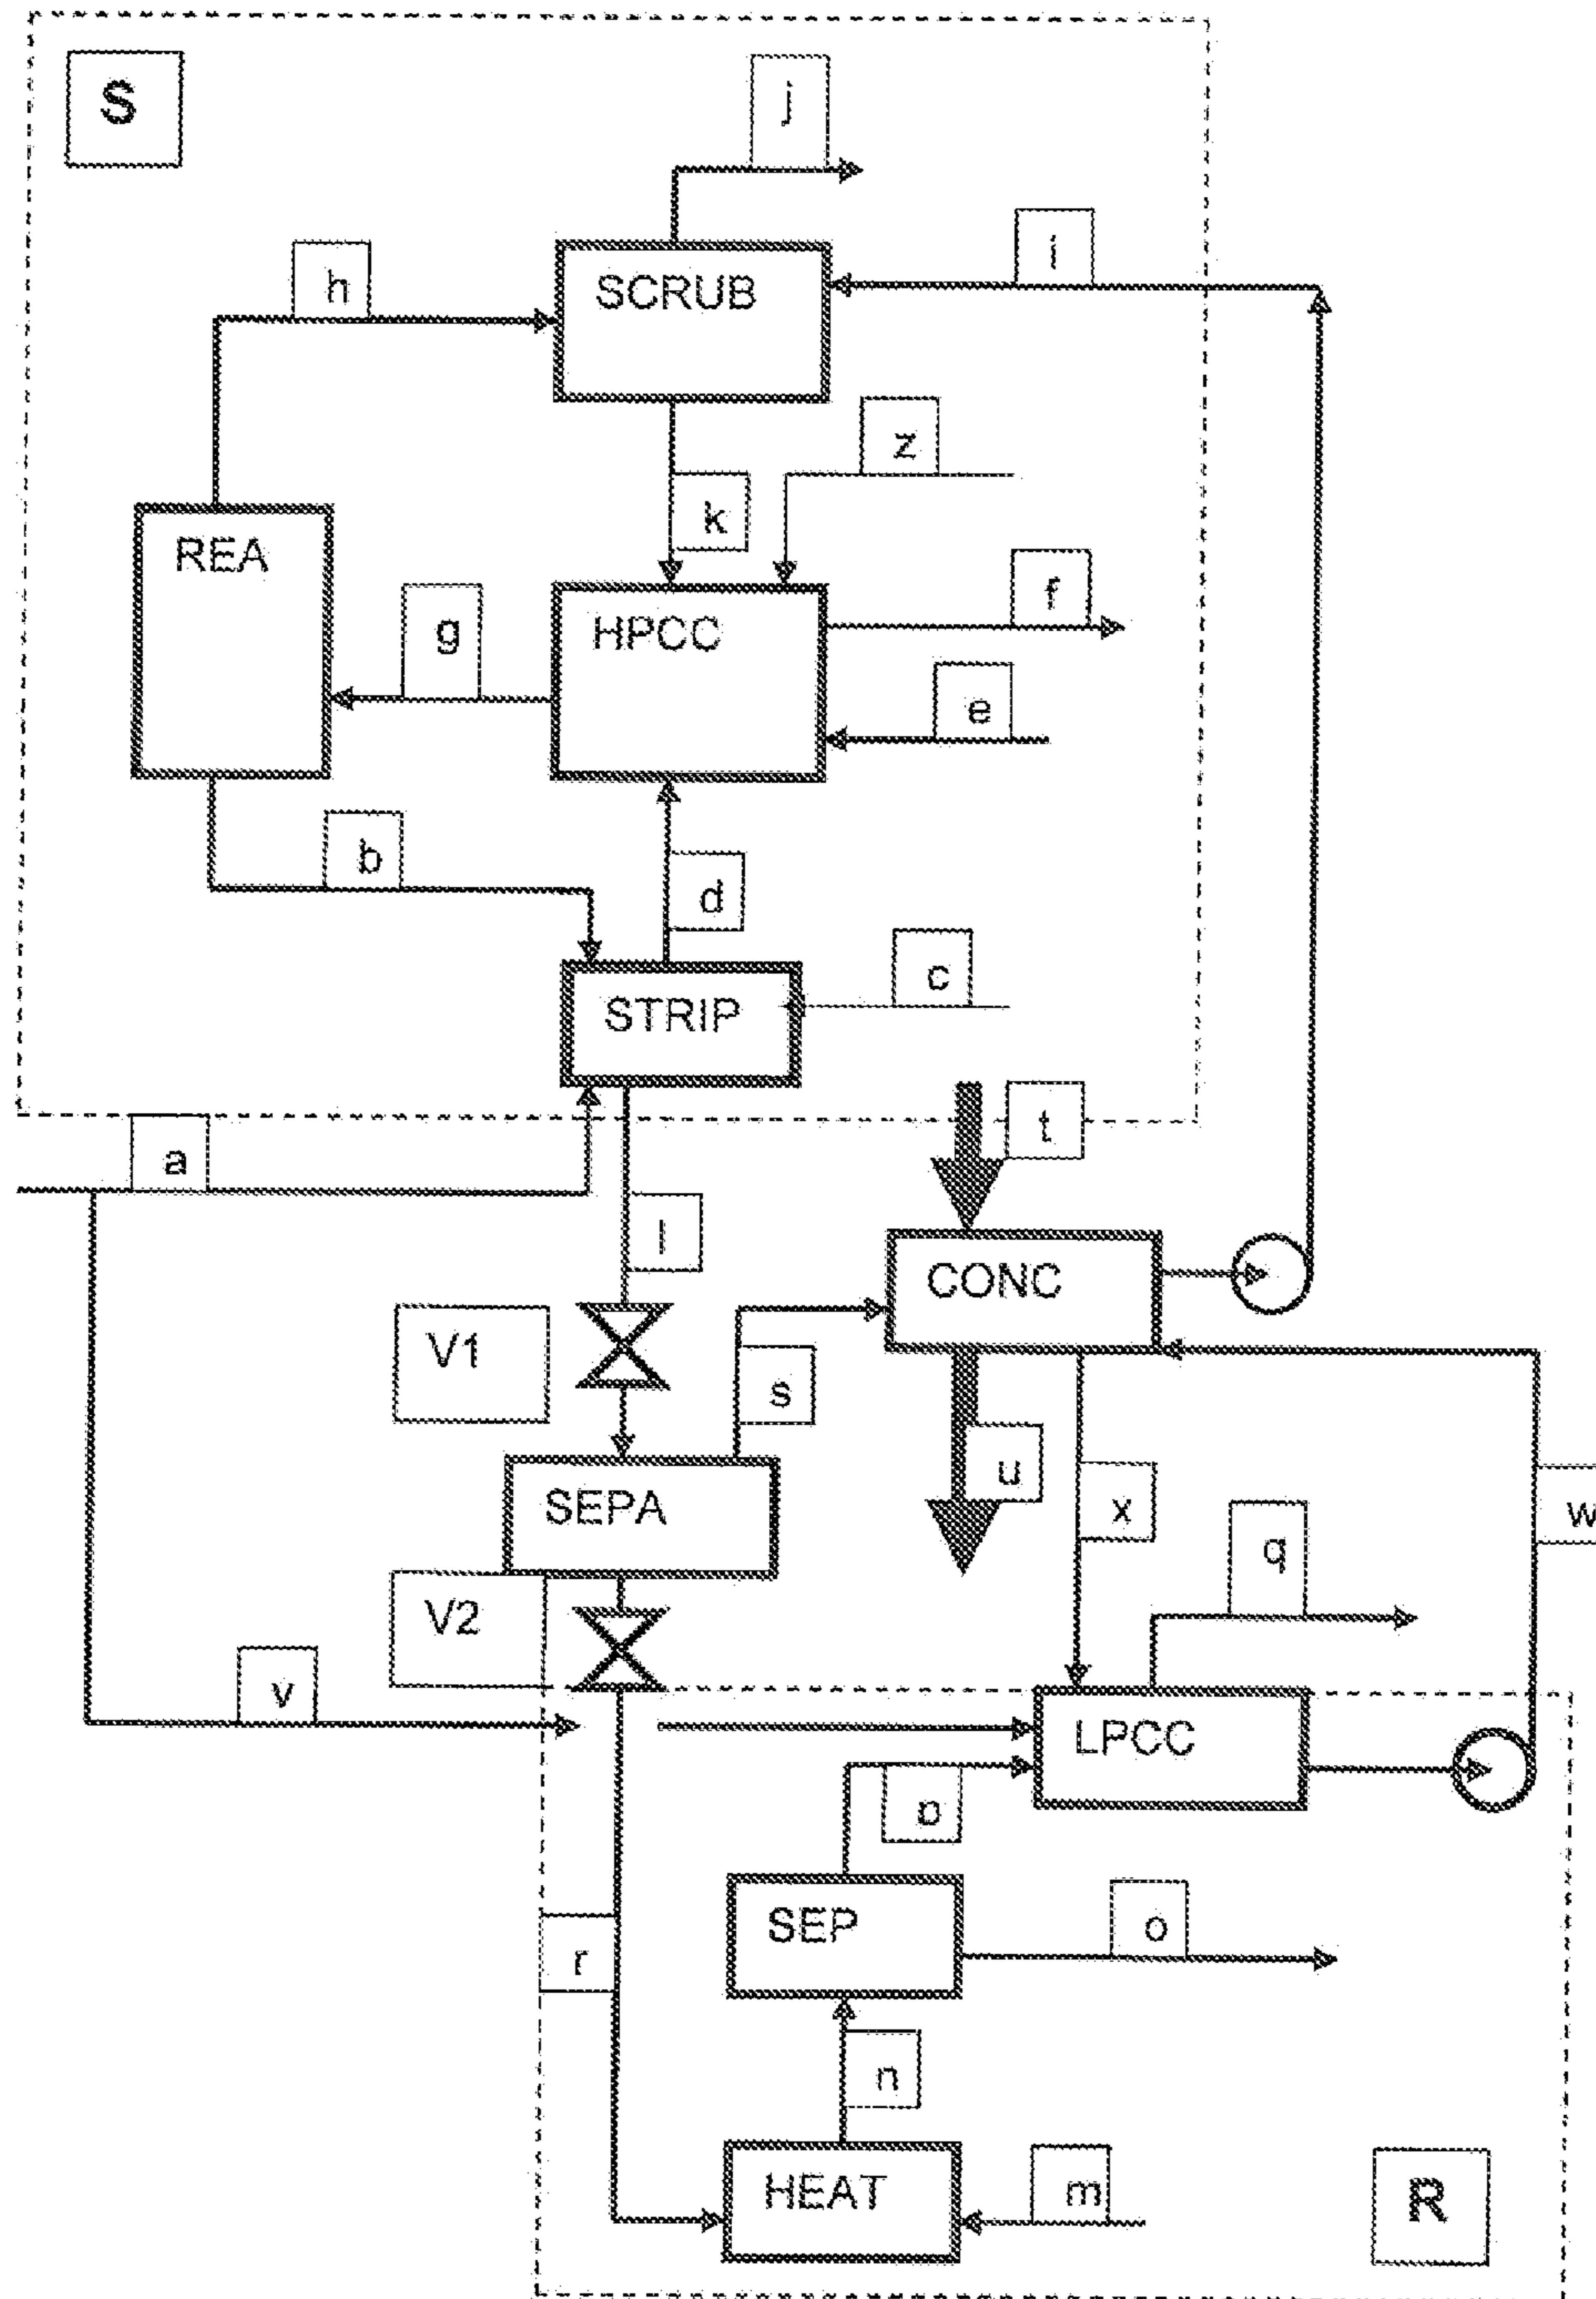 S
j
i
h
SCRUB
z
k
REA
f
HPCC
g
e
b
d
c
STRIP
a
t
l
CONC
V1
s
u
x
w
SEPA
q
V2
v
LPCC
p
SEP
o
r
n
HEAT
m
R